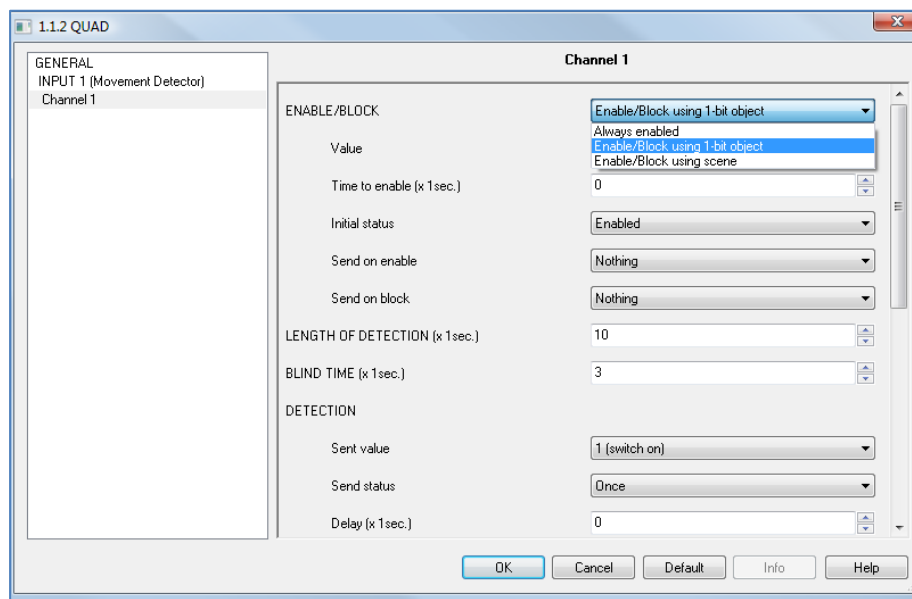 1.1.2 QUAD
GENERAL
INPUT 1 (Movement Detector)
Channel 1
Channel 1
ENABLE/BLOCK
Enable/Block using 1-bit object
Always enabled
Enable/Block using 1-bit object
Enable/Block using scene
Value
Time to enable (x 1sec.)
0
Initial status
Enabled
Send on enable
Nothing
Send on block
Nothing
LENGTH OF DETECTION (x 1sec.)
10
BLIND TIME (x 1sec.)
3
DETECTION
Sent value
1 (switch on)
Send status
Once
Delay (x 1sec.)
0
OK
Cancel
Default
Info
Help